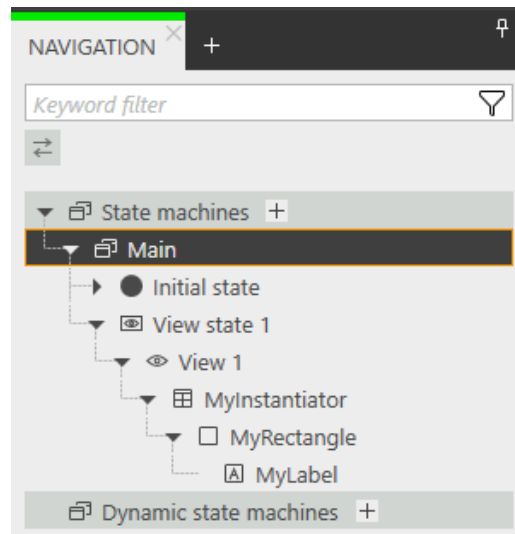 NAVIGATION
Keyword filter
State machines
Main
Initial state
View state 1
View 1
MyInstantiator
MyRectangle
A MyLabel
Dynamic state machines